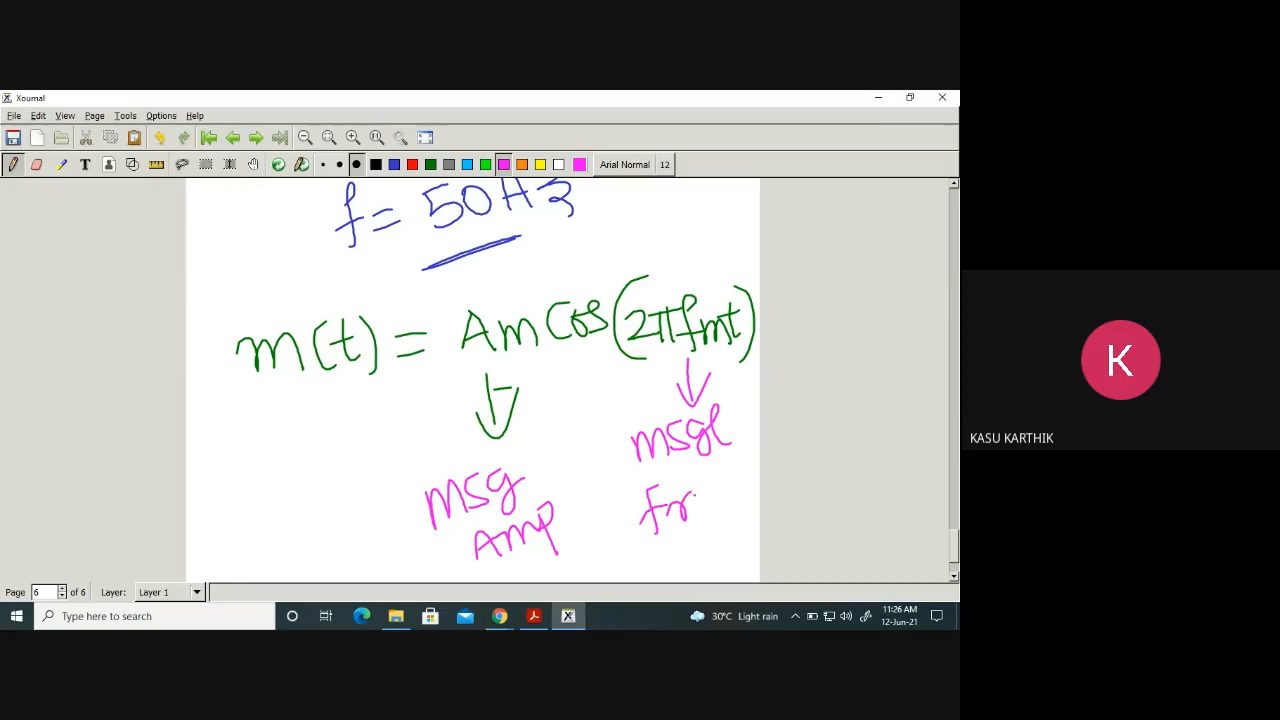 Xournal
File Edit View Page Tools Options Help
Arial Normal 12
f = 50Hz
m(t) = Am Cos (2πfmt)
msg
Amp
msgl
fr
K
KASU KARTHIK
Page 6 of 6 Layer: Layer 1
Type here to search
30°C Light rain
11:26 AM
12-Jun-21